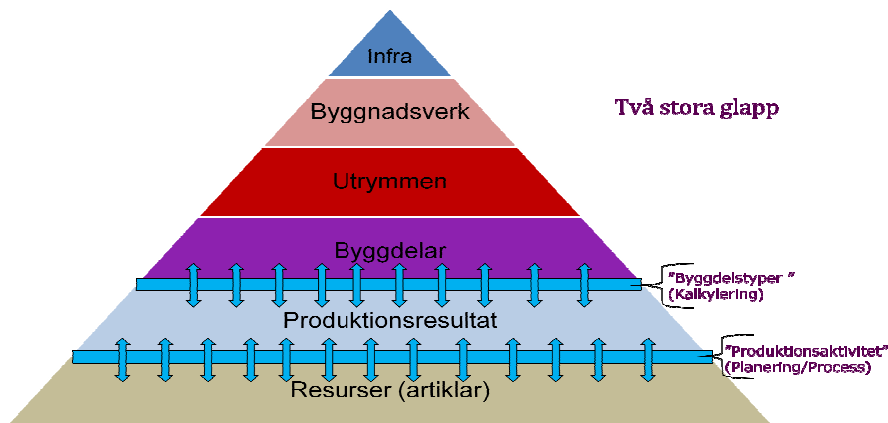 Infra
Byggnadsverk
Två stora glapp
Utrymmen
Byggdelar
"Byggdelstyper "
(Kalkylering)
Produktionsresultat
"Produktionsaktivitet"
(Planering/Process)
Resurser (artiklar)